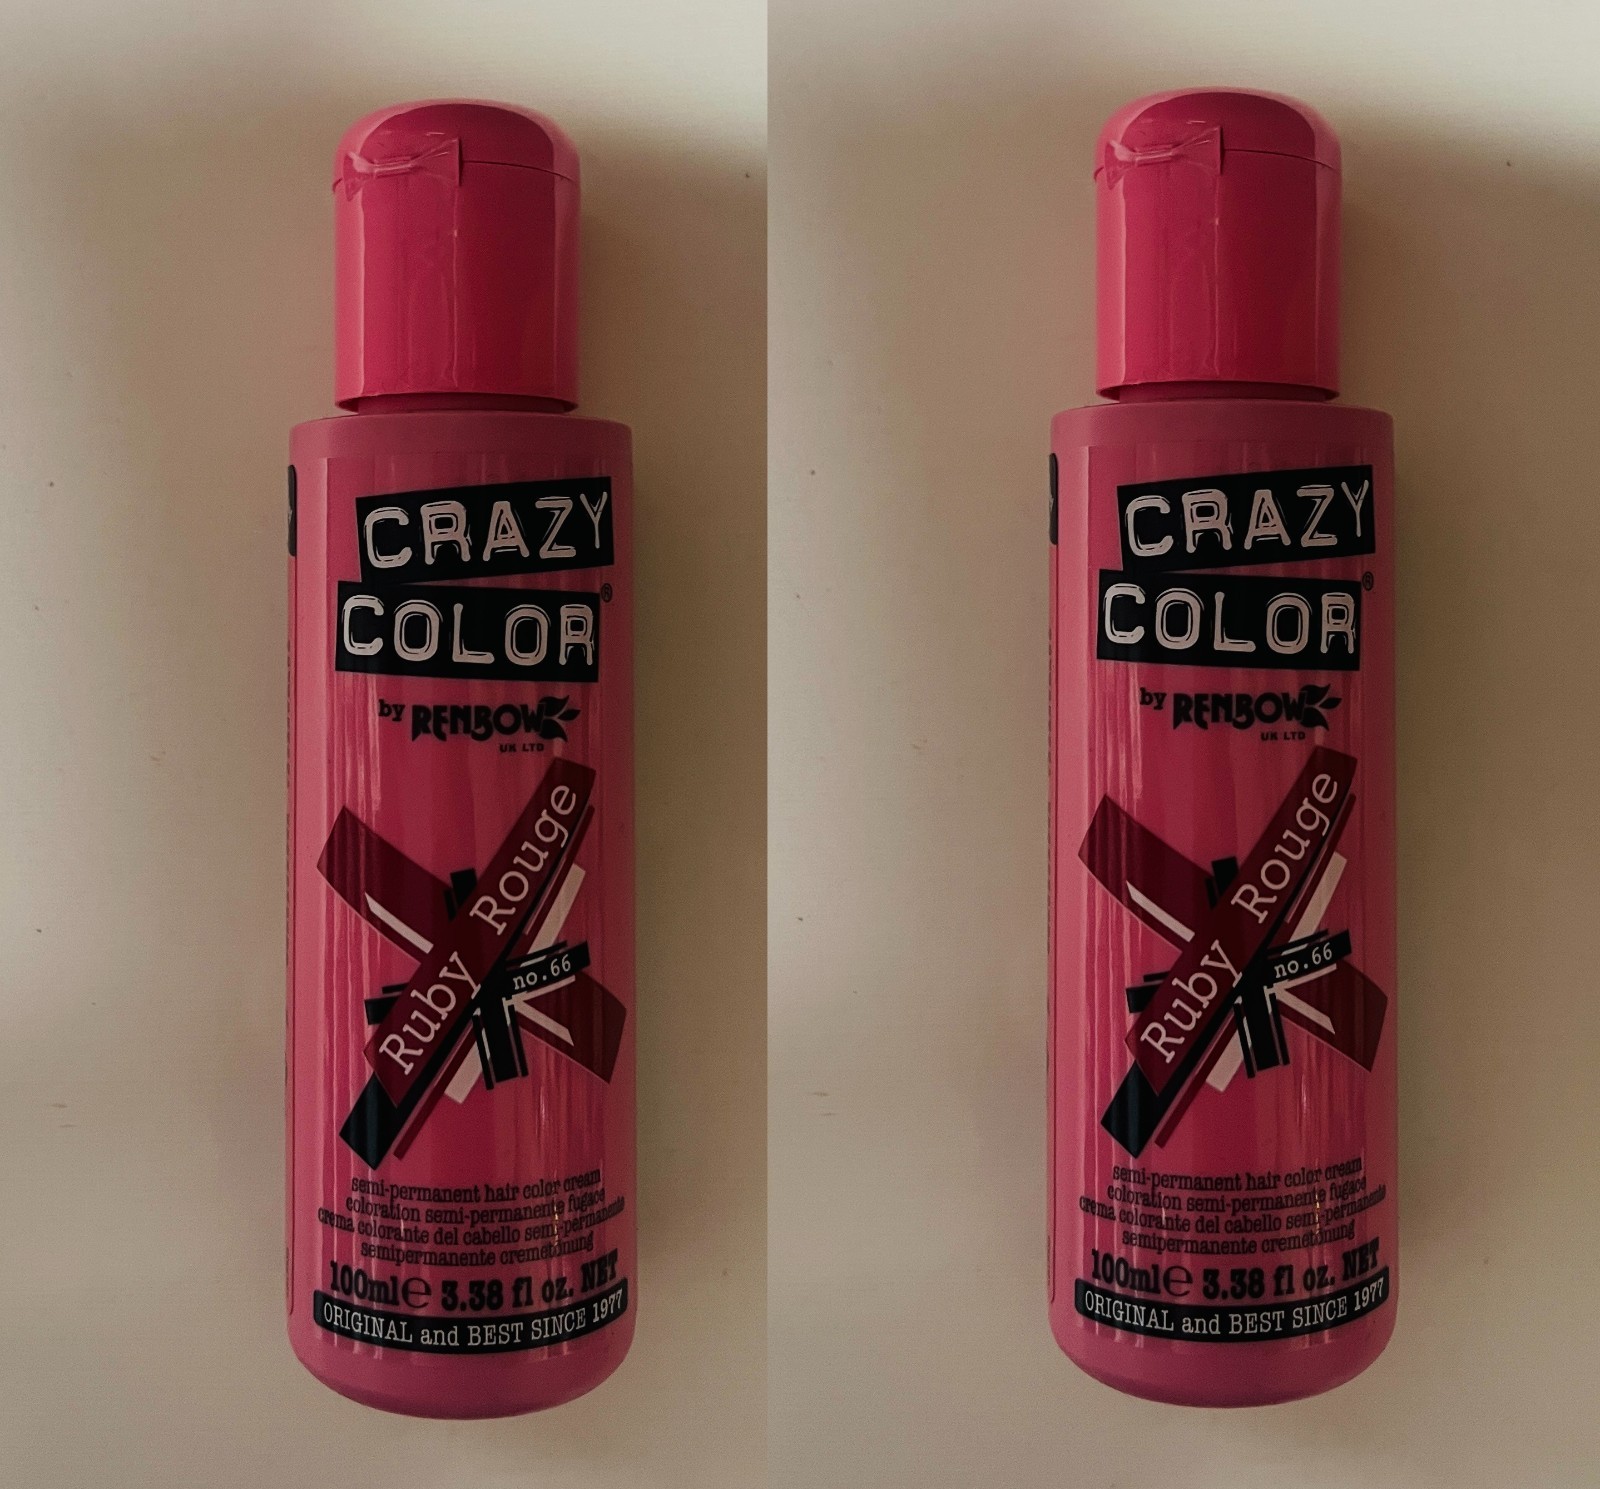 CRAZY
COLOR®
by RENBOW
UK LTD
Ruby Rouge
no.66
semi-permanent hair color cream
coloration semi-permanente fugace
crema colorante del cabello semi-permanente
semipermanente cremetönung
100ml℮ 3.38 fl oz. NET
ORIGINAL and BEST SINCE 1977
CRAZY
COLOR®
by RENBOW
UK LTD
Ruby Rouge
no.66
semi-permanent hair color cream
coloration semi-permanente fugace
crema colorante del cabello semi-permanente
semipermanente cremetönung
100ml℮ 3.38 fl oz. NET
ORIGINAL and BEST SINCE 1977